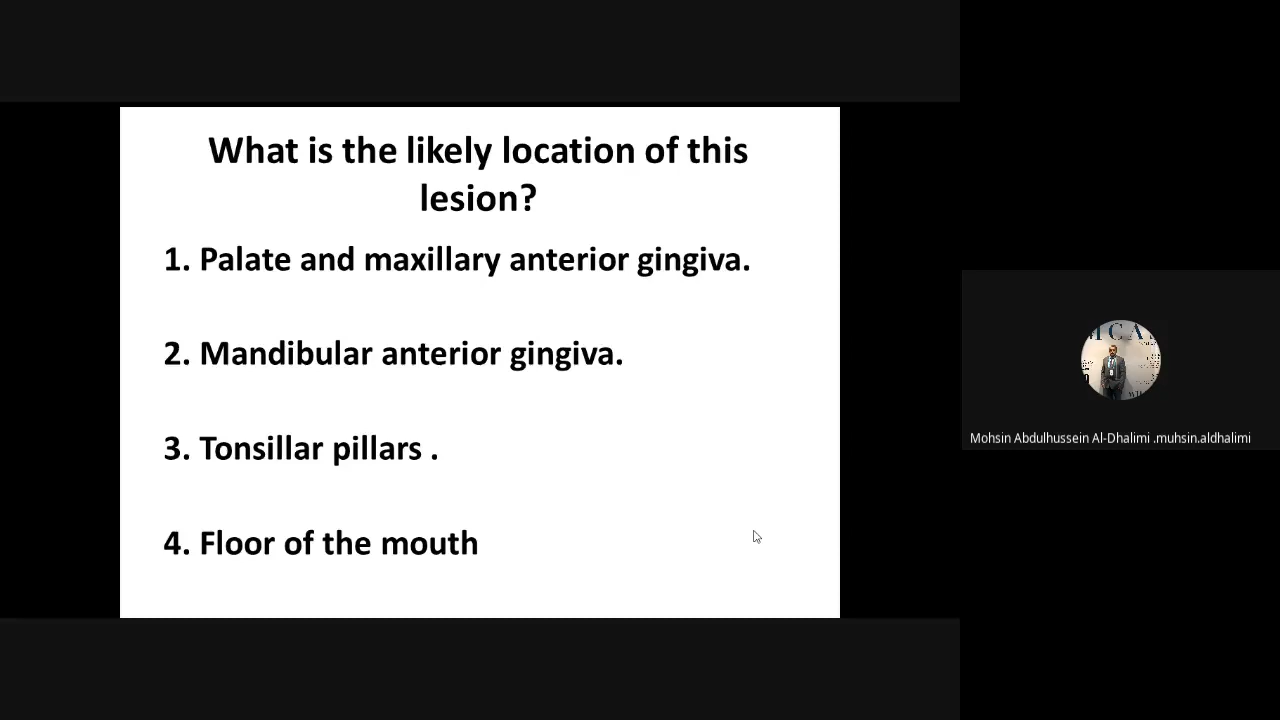 What is the likely location of this
lesion?
1. Palate and maxillary anterior gingiva.
2. Mandibular anterior gingiva.
3. Tonsillar pillars .
4. Floor of the mouth
M C A
Mohsin Abdulhussein Al-Dhalimi .muhsin.aldhalimi